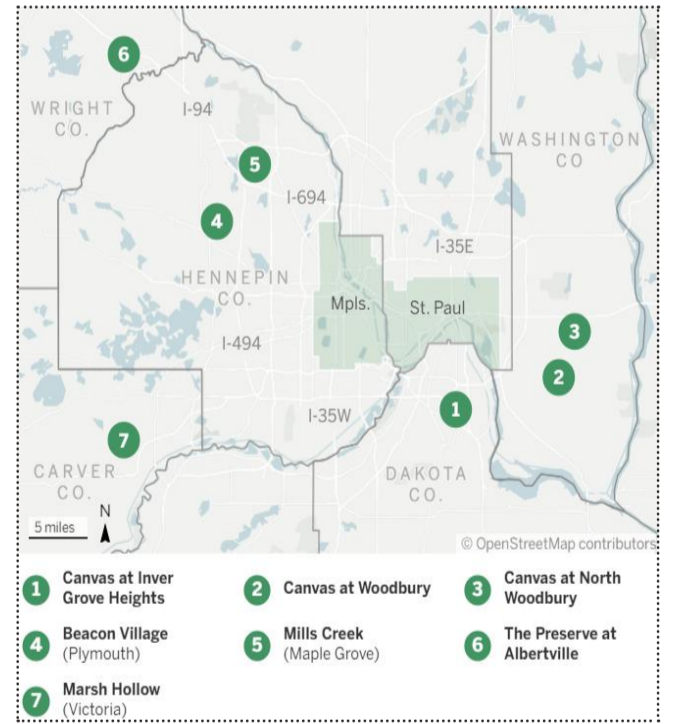 6
WRIGHT
CO.
I-94
WASHINGTON
CO
5
I-694
4
I-35E
HENNEPIN
CO.
Mpls.
St. Paul
3
I-494
2
1
I-35W
7
CARVER
CO.
DAKOTA
CO.
N
5 miles
© OpenStreetMap contributors
1 Canvas at Inver
Grove Heights
2 Canvas at Woodbury
3 Canvas at North
Woodbury
4 Beacon Village
(Plymouth)
5 Mills Creek
(Maple Grove)
6 The Preserve at
Albertville
7 Marsh Hollow
(Victoria)